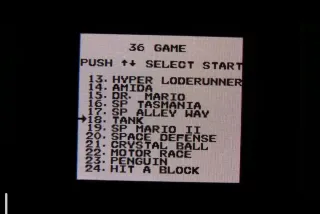 36 GAME
PUSH ↑↓ SELECT START
13. HYPER LODERUNNER
14. AMIDA
15. DR. MARIO
16. SP TASMANIA
17. SP ALLEY WAY
→18. TANK
19. SP MARIO II
20. SPACE DEFENSE
21. CRYSTAL BALL
22. MOTOR RACE
23. PENGUIN
24. HIT A BLOCK